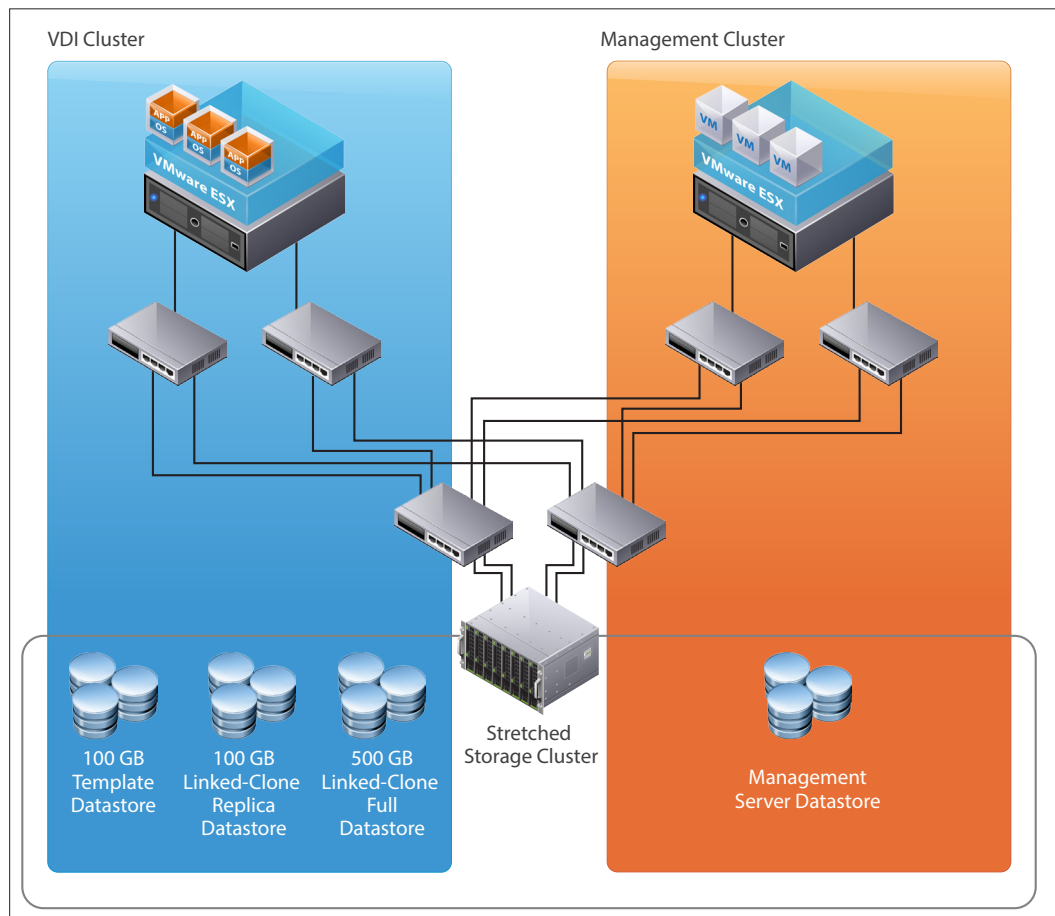 VDI Cluster
Management Cluster
APP
OS
APP
OS
APP
OS
VMware ESX
VM
VM
VM
VMware ESX
Stretched
Storage Cluster
100 GB
Template
Datastore
100 GB
Linked-Clone
Replica
Datastore
500 GB
Linked-Clone
Full
Datastore
Management
Server Datastore